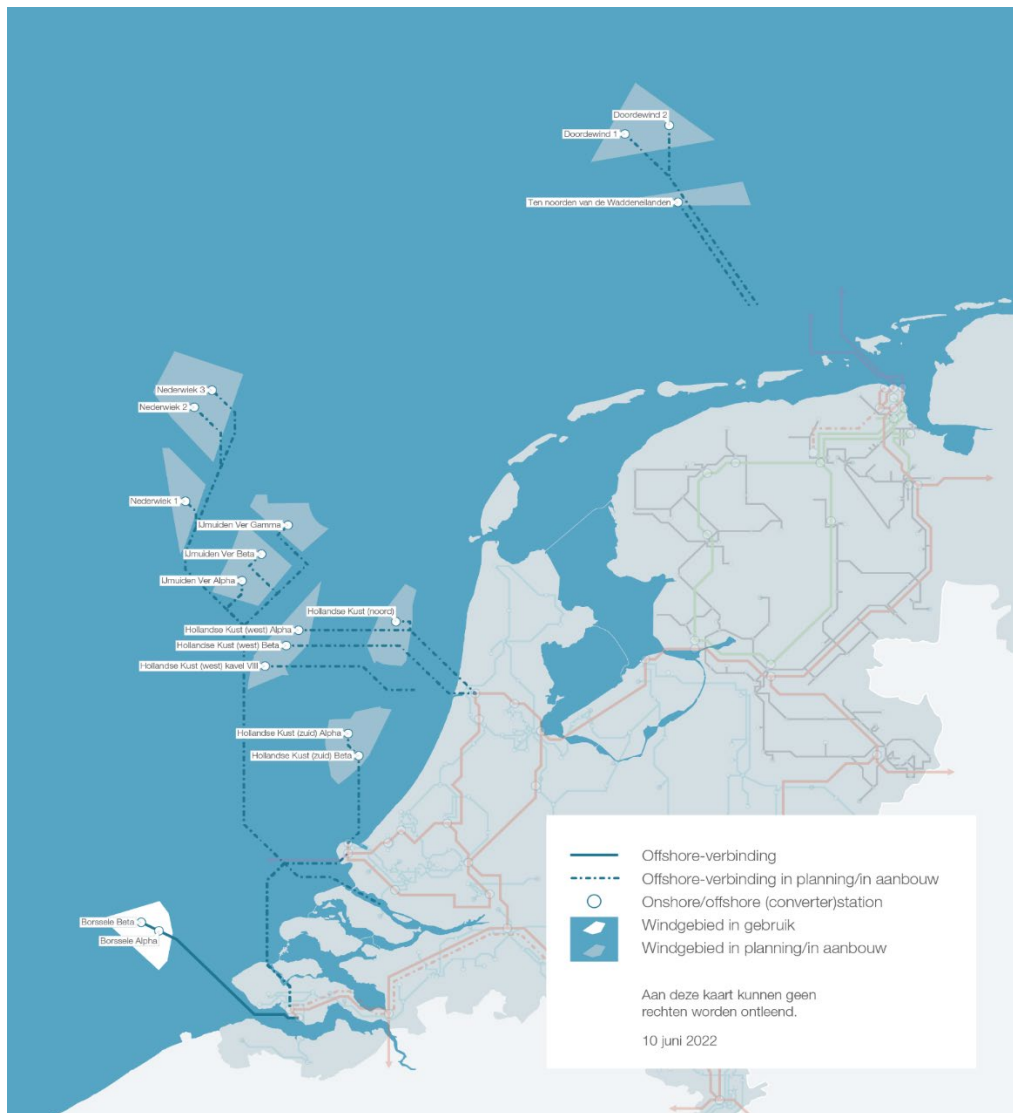 Doordewind 2
Doordewind 1
Ten noorden van de Waddeneilanden
Nederwiek 3
Nederwiek 2
Nederwiek 1
IJmuiden Ver Gamma
IJmuiden Ver Beta
IJmuiden Ver Alpha
Hollandse Kust (noord)
Hollandse Kust (west) Alpha
Hollandse Kust (west) Beta
Hollandse Kust (west) kavel VIII
Hollandse Kust (zuid) Alpha
Hollandse Kust (zuid) Beta
Borssele Beta
Borssele Alpha
Offshore-verbinding
Offshore-verbinding in planning/in aanbouw
Onshore/offshore (converter)station
Windgebied in gebruik
Windgebied in planning/in aanbouw
Aan deze kaart kunnen geen
rechten worden ontleend.
10 juni 2022